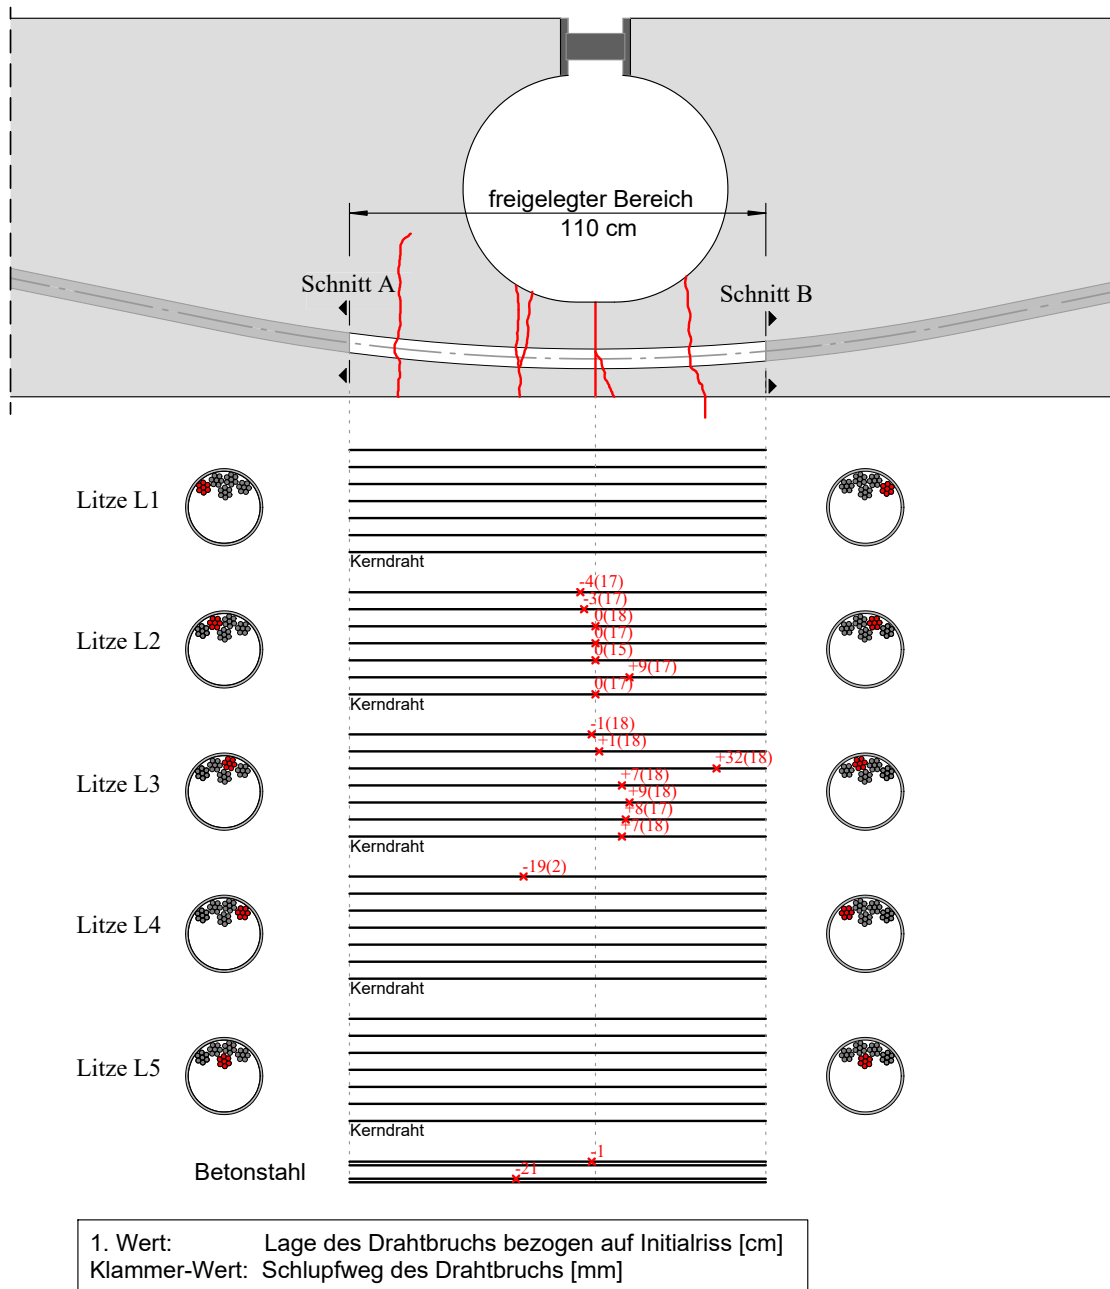 freigelegter Bereich
110 cm
Schnitt A
Schnitt B
Litze L1
Kerndraht
Litze L2
-4(17)
-3(17)
0(18)
0(17)
0(15)
+9(17)
0(17)
Kerndraht
Litze L3
-1(18)
+1(18)
+32(18)
+7(18)
+9(18)
+8(17)
+7(18)
Kerndraht
Litze L4
-19(2)
Kerndraht
Litze L5
Kerndraht
Betonstahl
-1
-21
1. Wert: Lage des Drahtbruchs bezogen auf Initialriss [cm]
Klammer-Wert: Schlupfweg des Drahtbruchs [mm]